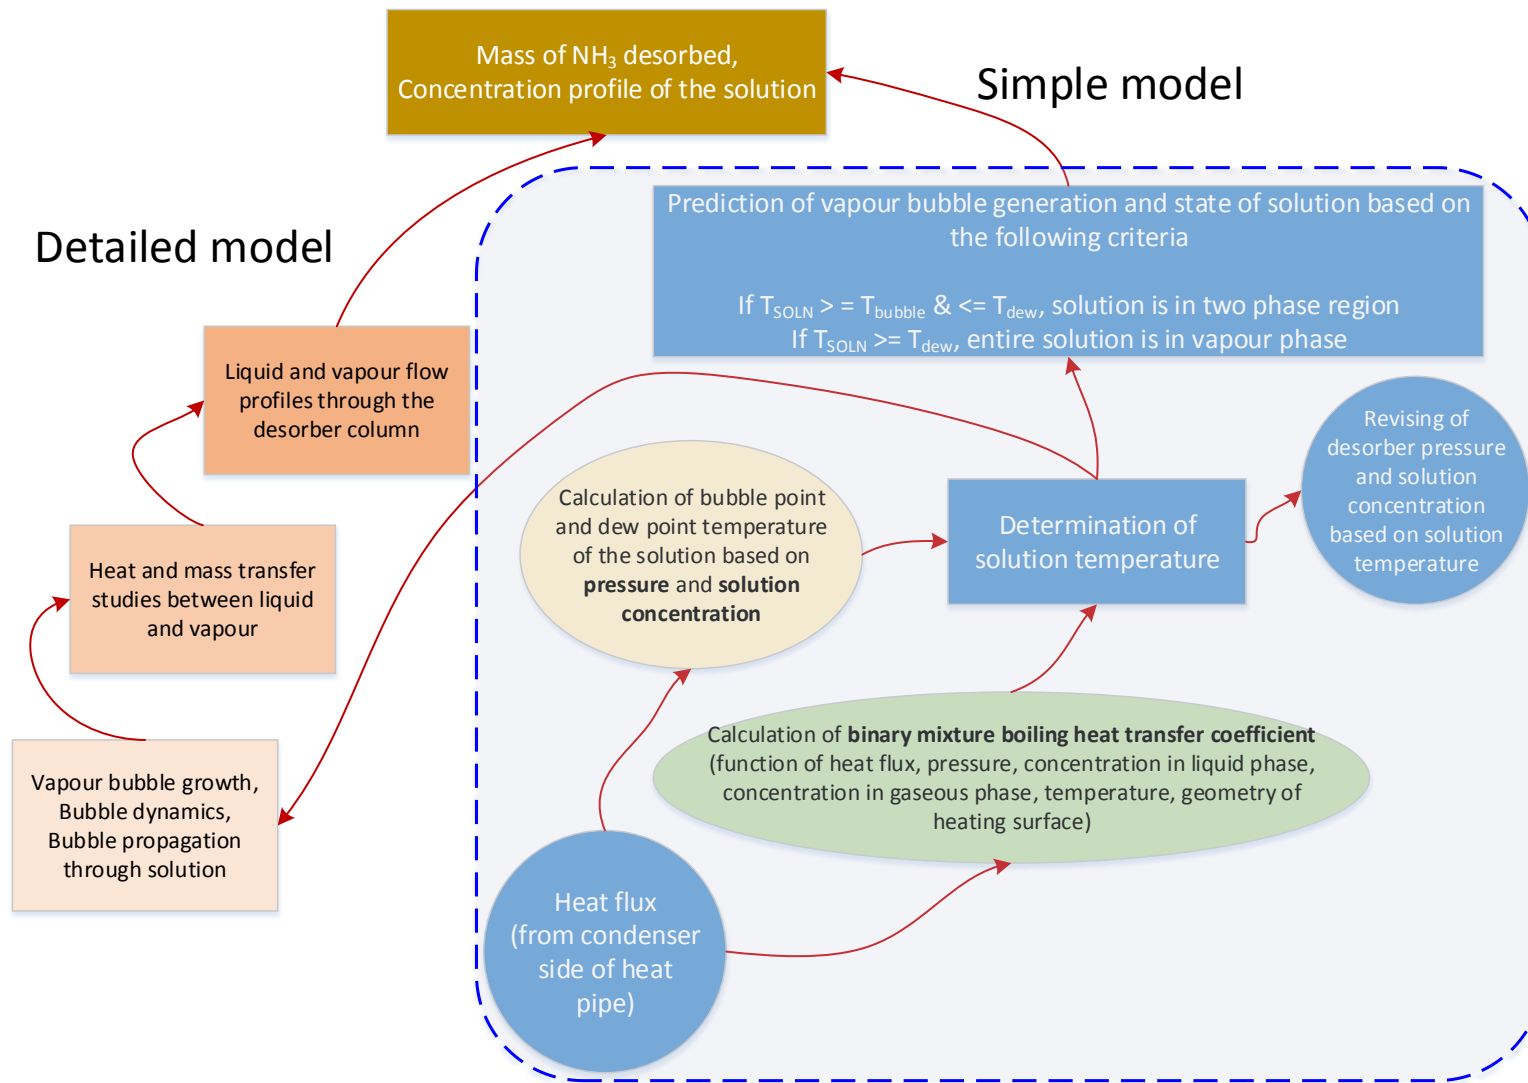 Mass of NH3 desorbed,
Concentration profile of the solution
Simple model
Detailed model
Prediction of vapour bubble generation and state of solution based on
the following criteria
If TSOLN > = Tbubble & <= Tdew, solution is in two phase region
If TSOLN >= Tdew, entire solution is in vapour phase
Liquid and vapour flow
profiles through the
desorber column
Revising of
desorber pressure
and solution
concentration
based on solution
temperature
Calculation of bubble point
and dew point temperature
of the solution based on
pressure and solution
concentration
Determination of
solution temperature
Heat and mass transfer
studies between liquid
and vapour
Calculation of binary mixture boiling heat transfer coefficient
(function of heat flux, pressure, concentration in liquid phase,
concentration in gaseous phase, temperature, geometry of
heating surface)
Vapour bubble growth,
Bubble dynamics,
Bubble propagation
through solution
Heat flux
(from condenser
side of heat
pipe)